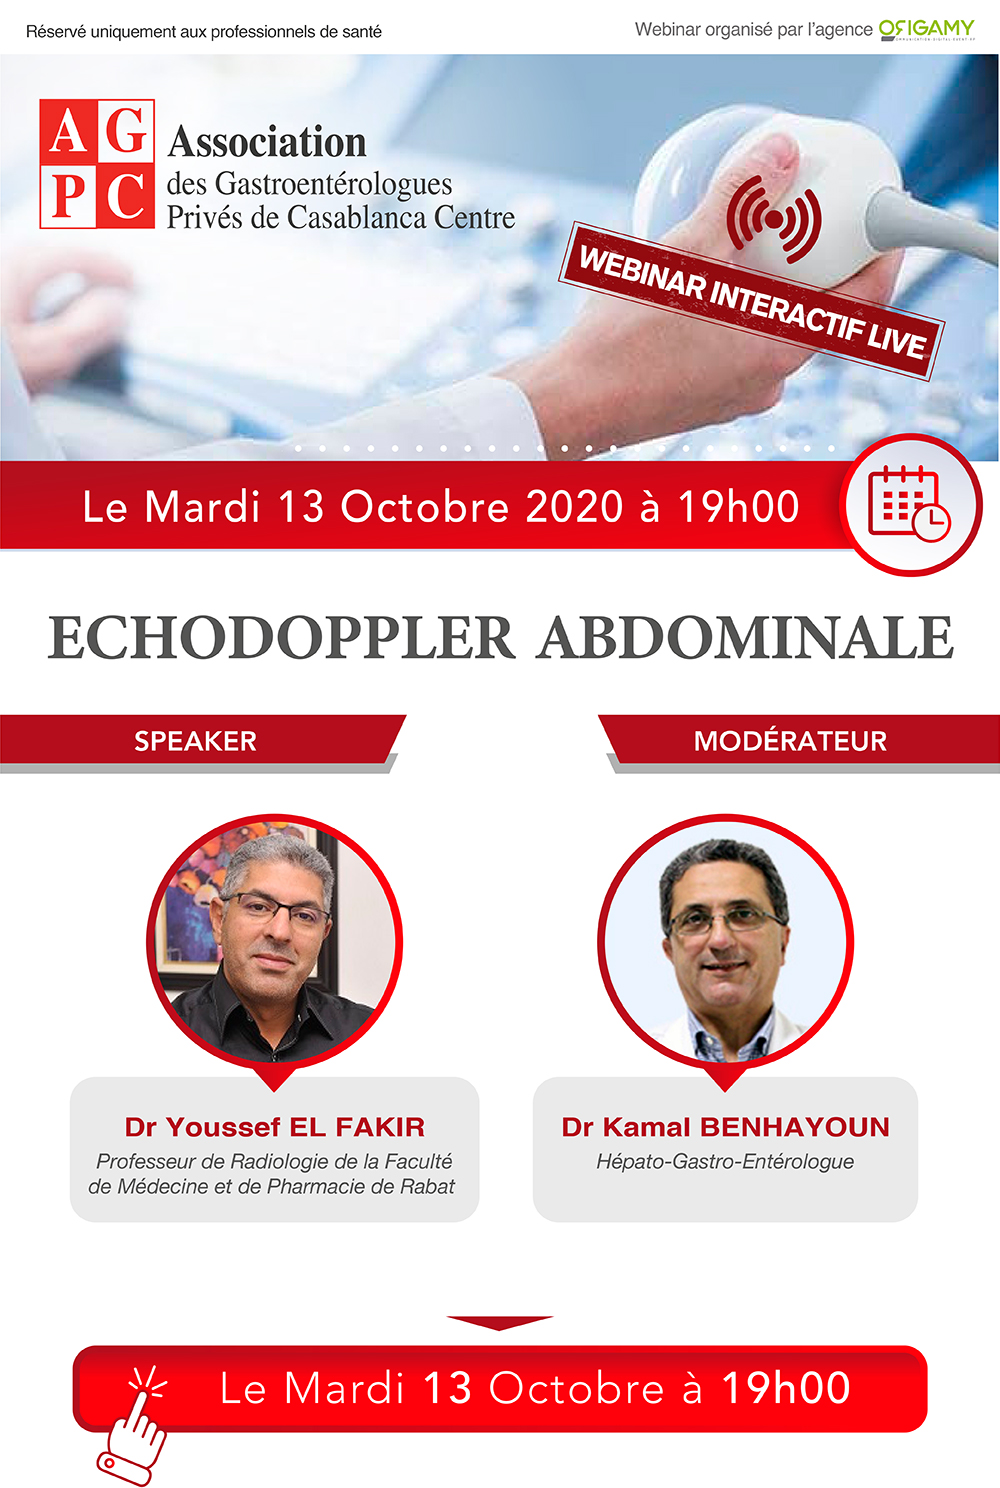 Réservé uniquement aux professionnels de santé
Webinar organisé par l'agence ORIGAMY
A G
P C
Association
des Gastroentérologues
Privés de Casablanca Centre
WEBINAR INTERACTIF LIVE
Le Mardi 13 Octobre 2020 à 19h00
ECHODOPPLER ABDOMINALE
SPEAKER
MODÉRATEUR
Dr Youssef EL FAKIR
Professeur de Radiologie de la Faculté
de Médecine et de Pharmacie de Rabat
Dr Kamal BENHAYOUN
Hépato-Gastro-Entérologue
Le Mardi 13 Octobre à 19h00